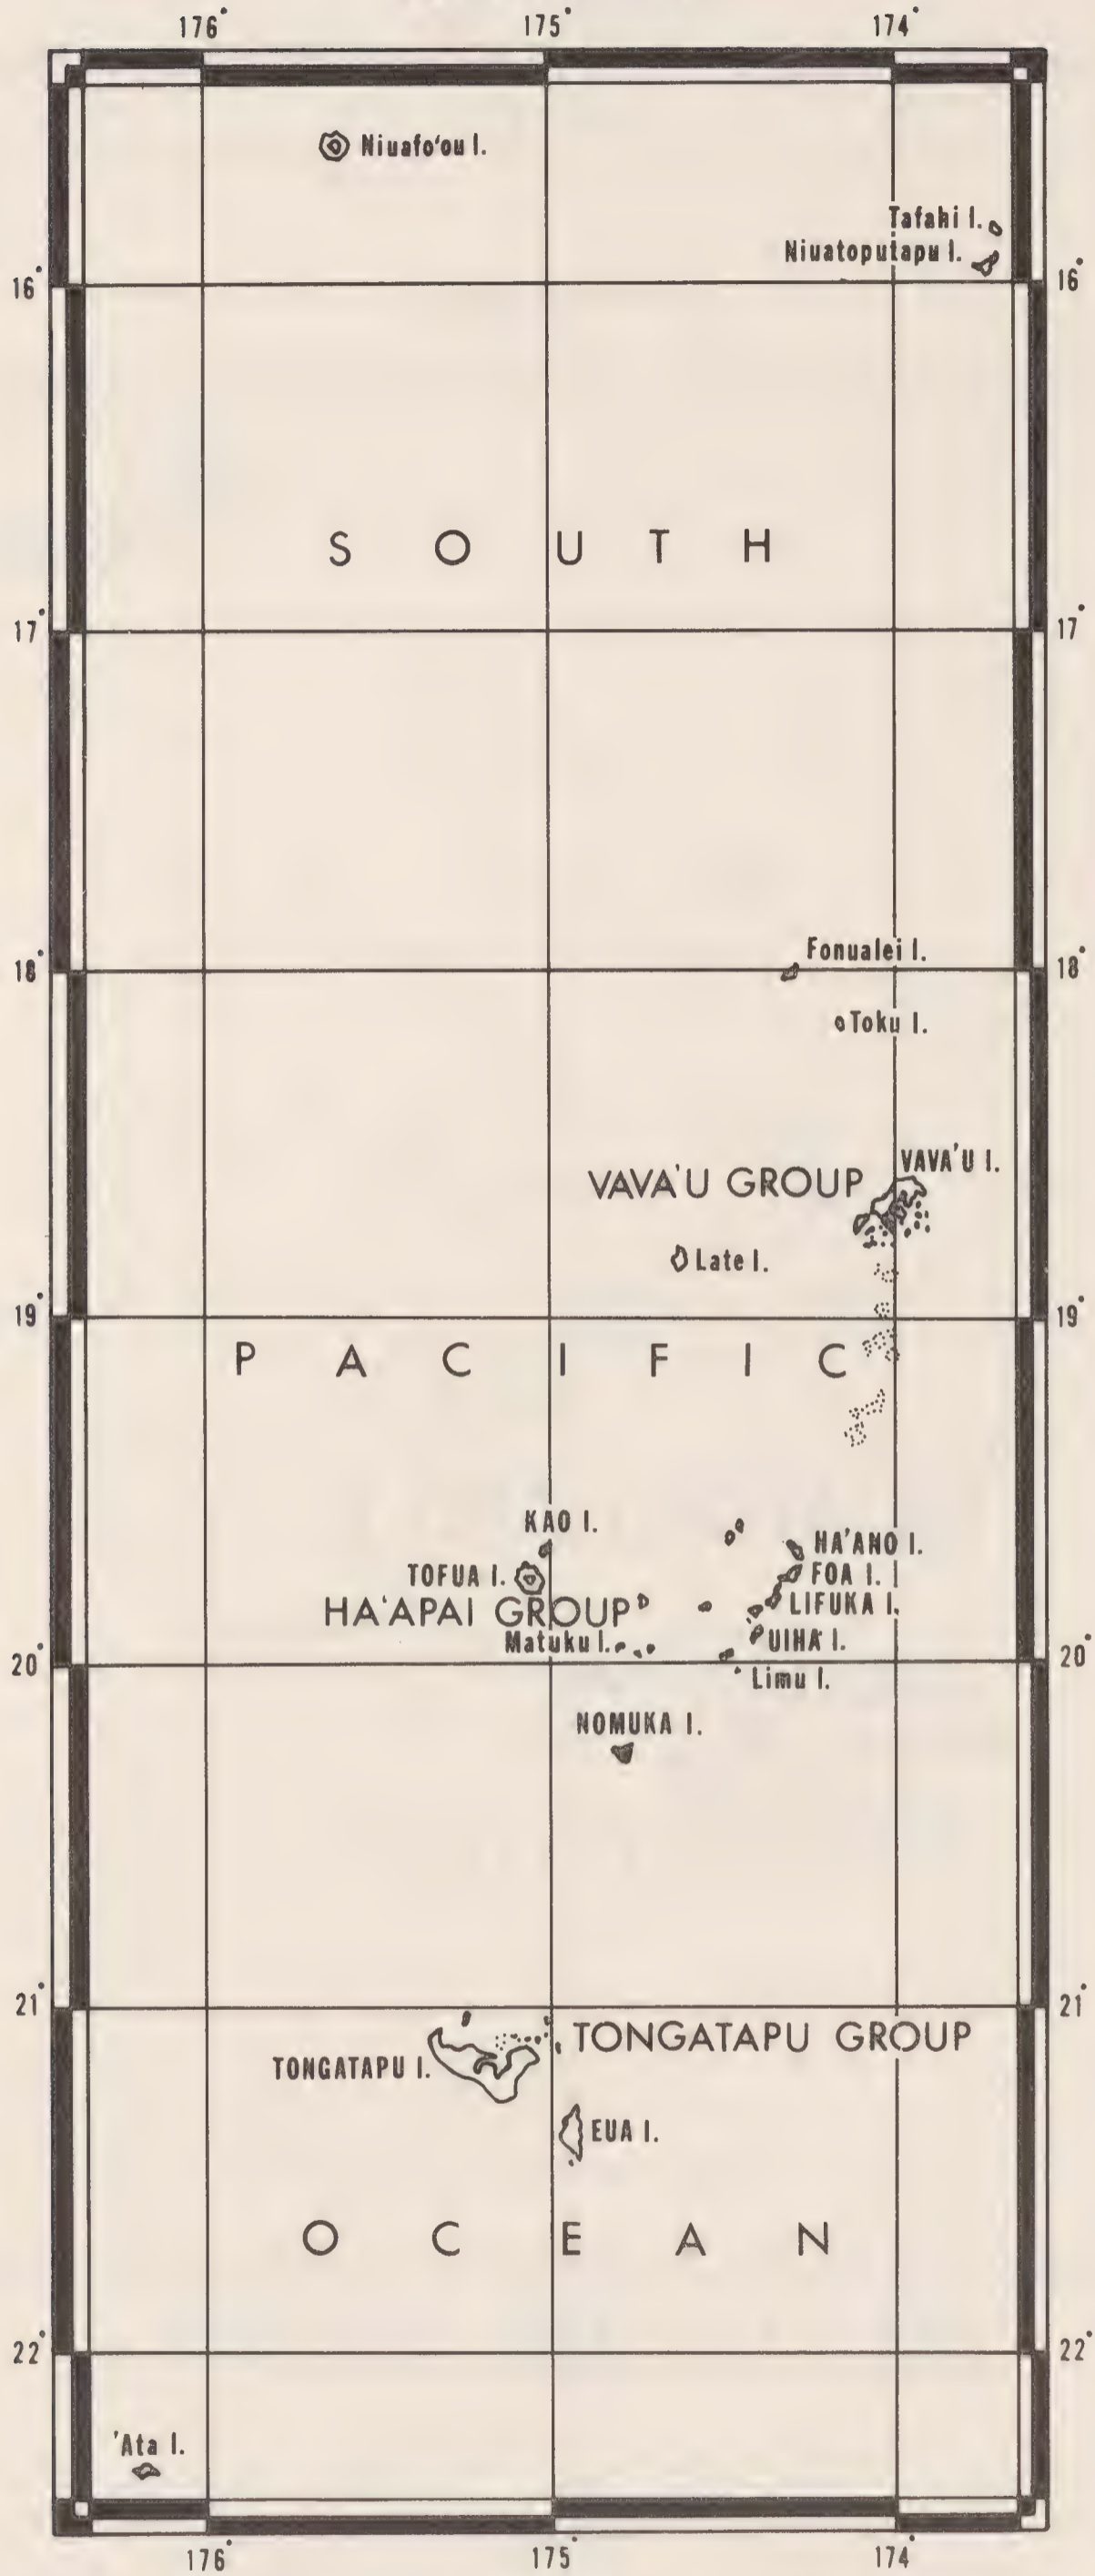 176° 175° 174°
Niuafo'ou I.
Tafahi I.
Niuatoputapu I.
16° 16°
S O U T H
17° 17°
Fonualei I.
18° 18°
Toku I.
VAVA'U I.
VAVA'U GROUP
Late I.
19° 19°
P A C I F I C
KAO I.
HA'ANO I.
TOFUA I.
FOA I.
LIFUKA I.
HA'APAI GROUP
UIHA I.
Matuku I.
20° 20°
Limu I.
NOMUKA I.
21° 21°
TONGATAPU GROUP
TONGATAPU I.
EUA I.
O C E A N
22° 22°
'Ata I.
176° 175° 174°